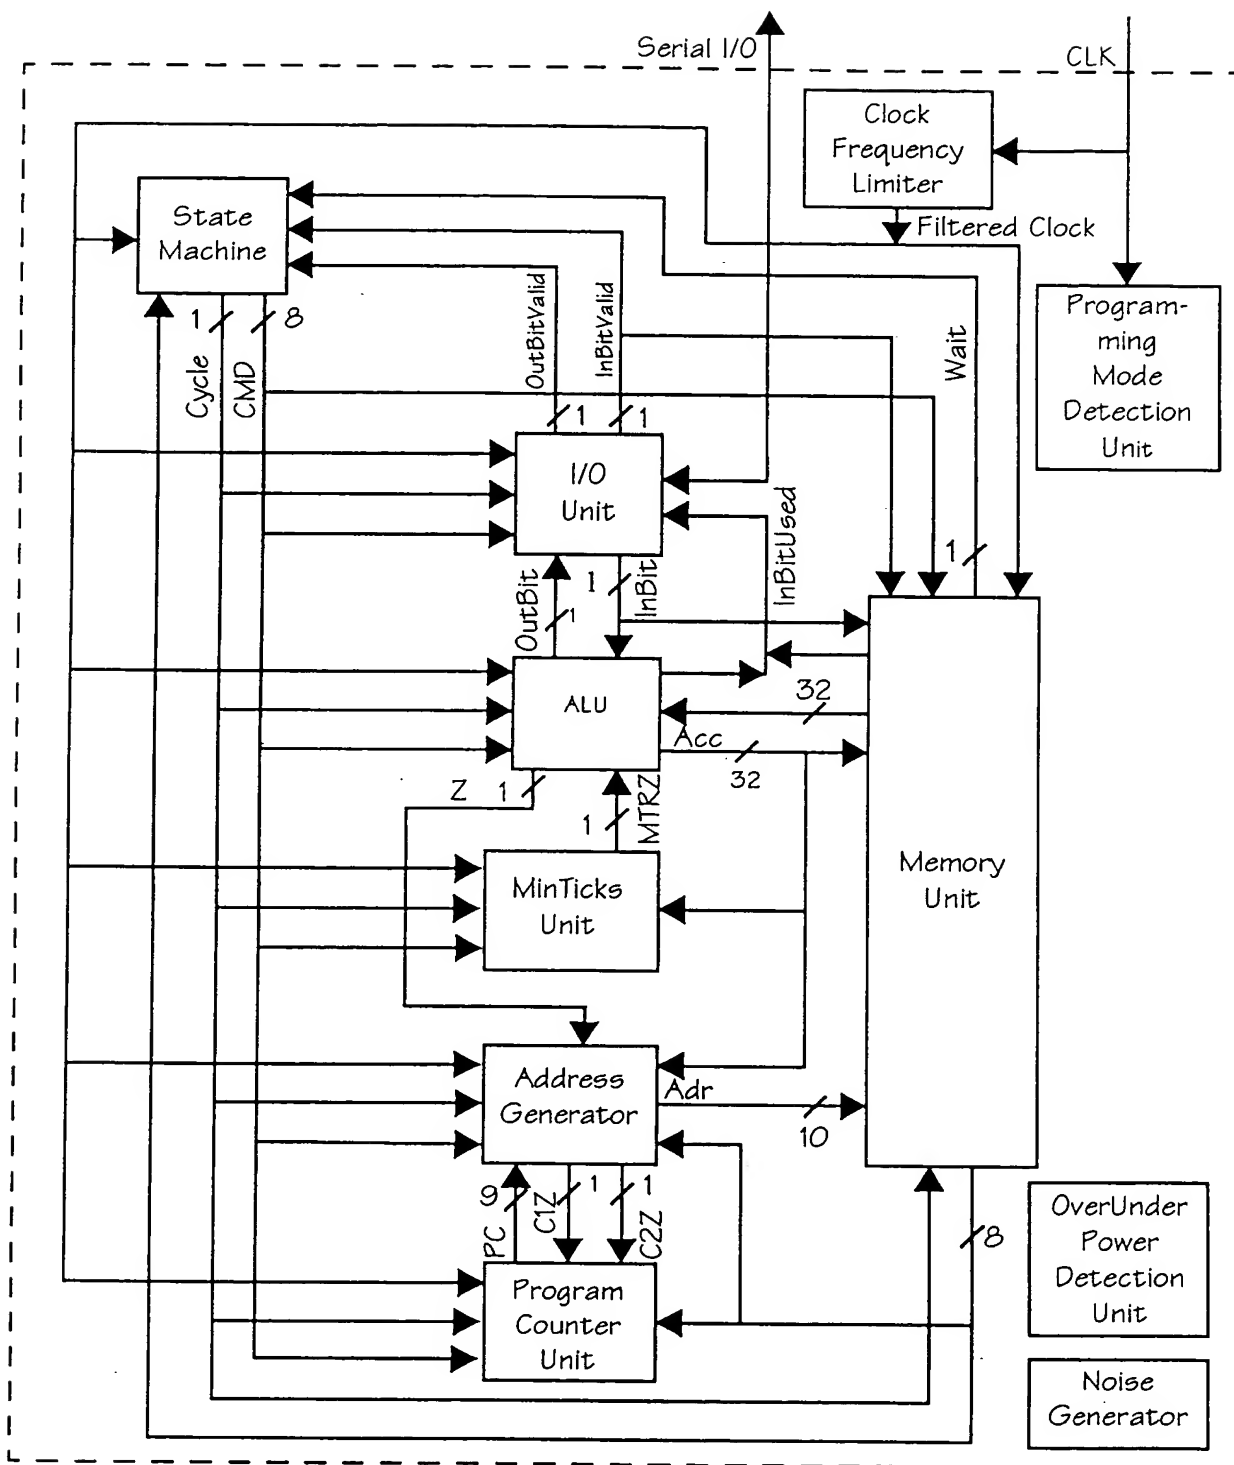 Serial I/O
CLK
Clock
Frequency
Limiter
Filtered Clock
State
Machine
Program-
ming
Mode
Detection
Unit
1
8
Cycle
CMD
OutBitValid
InBitValid
Wait
1
1
1
I/O
Unit
OutBit
1
1
InBit
InBitUsed
ALU
32
Acc
32
Z
1
1
MTRZ
MinTicks
Unit
Memory
Unit
Address
Generator
Adr
10
9
PC
C1Z
1
1
C2Z
8
Program
Counter
Unit
OverUnder
Power
Detection
Unit
Noise
Generator